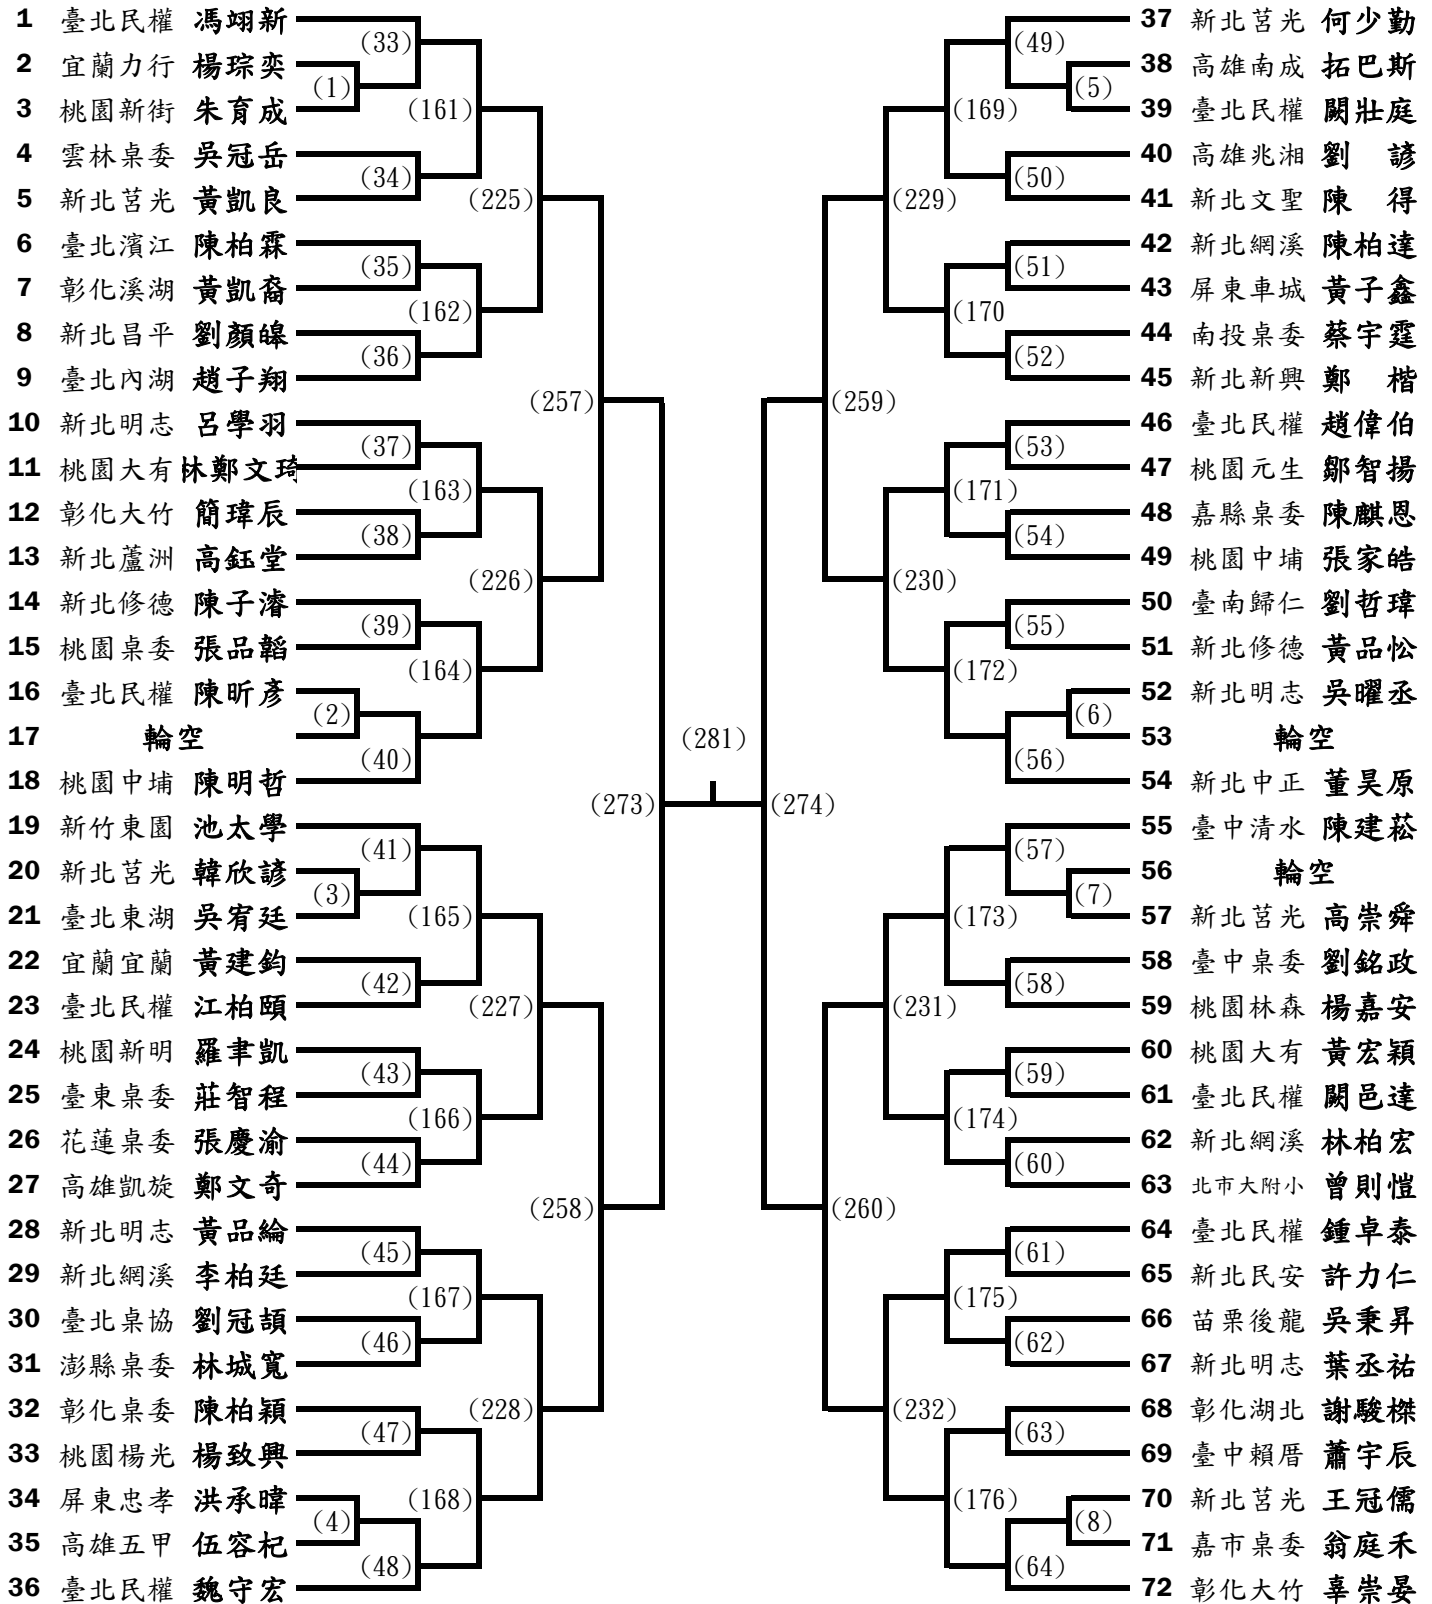 1 臺北民權 馮翊新
(33)
2 宜蘭力行 楊琮奕
(1)
3 桃園新街 朱育成
(161)
4 雲林桌委 吳冠岳
(34)
5 新北莒光 黃凱良
(225)
6 臺北濱江 陳柏霖
(35)
7 彰化溪湖 黃凱裔
(162)
8 新北昌平 劉顏皞
(36)
9 臺北內湖 趙子翔
(257)
10 新北明志 呂學羽
(37)
11 桃園大有 林鄭文琦
(163)
12 彰化大竹 簡瑋辰
(38)
13 新北蘆洲 高鈺堂
(226)
14 新北修德 陳子濬
(39)
15 桃園桌委 張品韜
(164)
16 臺北民權 陳昕彥
(2)
17 輪空
(40)
18 桃園中埔 陳明哲
(273)
19 新竹東園 池太學
(41)
20 新北莒光 韓欣諺
(3)
21 臺北東湖 吳宥廷
(165)
22 宜蘭宜蘭 黃建鈞
(42)
23 臺北民權 江柏頤
(227)
24 桃園新明 羅聿凱
(43)
25 臺東桌委 莊智程
(166)
26 花蓮桌委 張慶渝
(44)
27 高雄凱旋 鄭文奇
(258)
28 新北明志 黃品綸
(45)
29 新北網溪 李柏廷
(167)
30 臺北桌協 劉冠頡
(46)
31 澎縣桌委 林城寬
32 彰化桌委 陳柏穎
(228)
(47)
33 桃園楊光 楊致興
34 屏東忠孝 洪承暐
(168)
(4)
35 高雄五甲 伍容杞
(48)
36 臺北民權 魏守宏
(281)
37 新北莒光 何少勤
(49)
38 高雄南成 拓巴斯
(5)
39 臺北民權 闕壯庭
(169)
40 高雄兆湘 劉 諺
(50)
41 新北文聖 陳 得
(229)
42 新北網溪 陳柏達
(51)
43 屏東車城 黃子鑫
(170
44 南投桌委 蔡宇霆
(52)
45 新北新興 鄭 楷
(259)
46 臺北民權 趙偉伯
(53)
47 桃園元生 鄒智揚
(171)
48 嘉縣桌委 陳麒恩
(54)
49 桃園中埔 張家皓
(230)
50 臺南歸仁 劉哲瑋
(55)
51 新北修德 黃品忪
(172)
52 新北明志 吳曜丞
(6)
53 輪空
(56)
54 新北中正 董昊原
(274)
55 臺中清水 陳建菘
(57)
56 輪空
(7)
57 新北莒光 高崇舜
(173)
58 臺中桌委 劉銘政
(58)
59 桃園林森 楊嘉安
(231)
60 桃園大有 黃宏穎
(59)
61 臺北民權 闕邑達
(174)
62 新北網溪 林柏宏
(60)
63 北市大附小 曾則愷
(260)
64 臺北民權 鍾卓泰
(61)
65 新北民安 許力仁
(175)
66 苗栗後龍 吳秉昇
(62)
67 新北明志 葉丞祐
68 彰化湖北 謝駿榤
(232)
(63)
69 臺中賴厝 蕭宇辰
70 新北莒光 王冠儒
(176)
(8)
71 嘉市桌委 翁庭禾
(64)
72 彰化大竹 辜崇晏